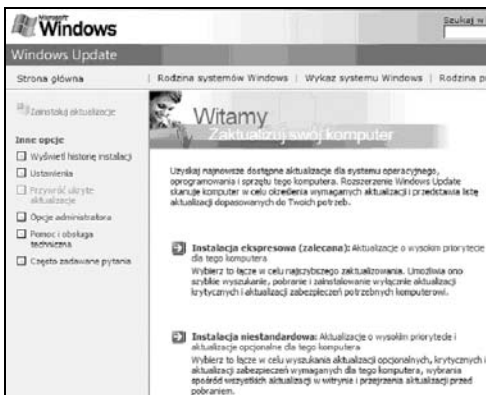 Microsoft
Windows
Szukaj w
Windows Update
Strona główna | Rodzina systemów Windows | Wykaz systemu Windows | Rodzina
Zainstaluj aktualizacje
Inne opcje
Wyświetl historię instalacji
Ustawienia
Przywróć ukryte
aktualizacje
Opcje administratora
Pomoc i obsługa
techniczna
Często zadawane pytania
Witamy
Zaktualizuj swój komputer
Uzyskaj najnowsze dostępne aktualizacje dla systemu operacyjnego,
oprogramowania i sprzętu tego komputera. Rozszerzenie Windows Update
skanuje komputer w celu określenia wymaganych aktualizacji i przedstawia listę
aktualizacji dopasowanych do Twoich potrzeb.
Instalacja ekspresowa (zalecana): Aktualizacje o wysokim priorytecie
dla tego komputera
Wybierz to łącze w celu najszybszego zaktualizowania. Umożliwia ono
szybkie wyszukanie, pobranie i zainstalowanie wyłącznie aktualizacji
krytycznych i aktualizacji zabezpieczeń potrzebnych komputerowi.
Instalacja niestandardowa: Aktualizacje o wysokim priorytecie i
aktualizacje opcjonalne dla tego komputera
Wybierz to łącze w celu wyszukania aktualizacji opcjonalnych, krytycznych i
aktualizacji zabezpieczeń wymaganych dla tego komputera, wybrania
spośród wszystkich aktualizacji w witrynie i przejrzenia aktualizacji przed
pobraniem.